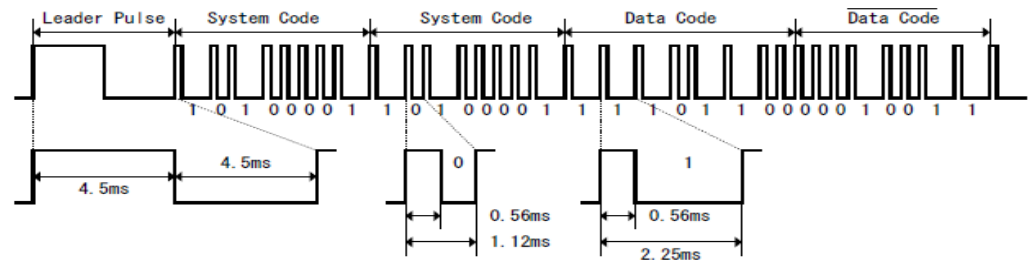 Leader Pulse System Code System Code Data Code Data Code
1 0 1 0 0 0 0 1 1 0 1 0 0 0 0 1 1 1 1 0 1 1 0 0 0 0 0 1 0 0 1 1
4.5ms 0 1
4.5ms 0.56ms 0.56ms
1.12ms 2.25ms